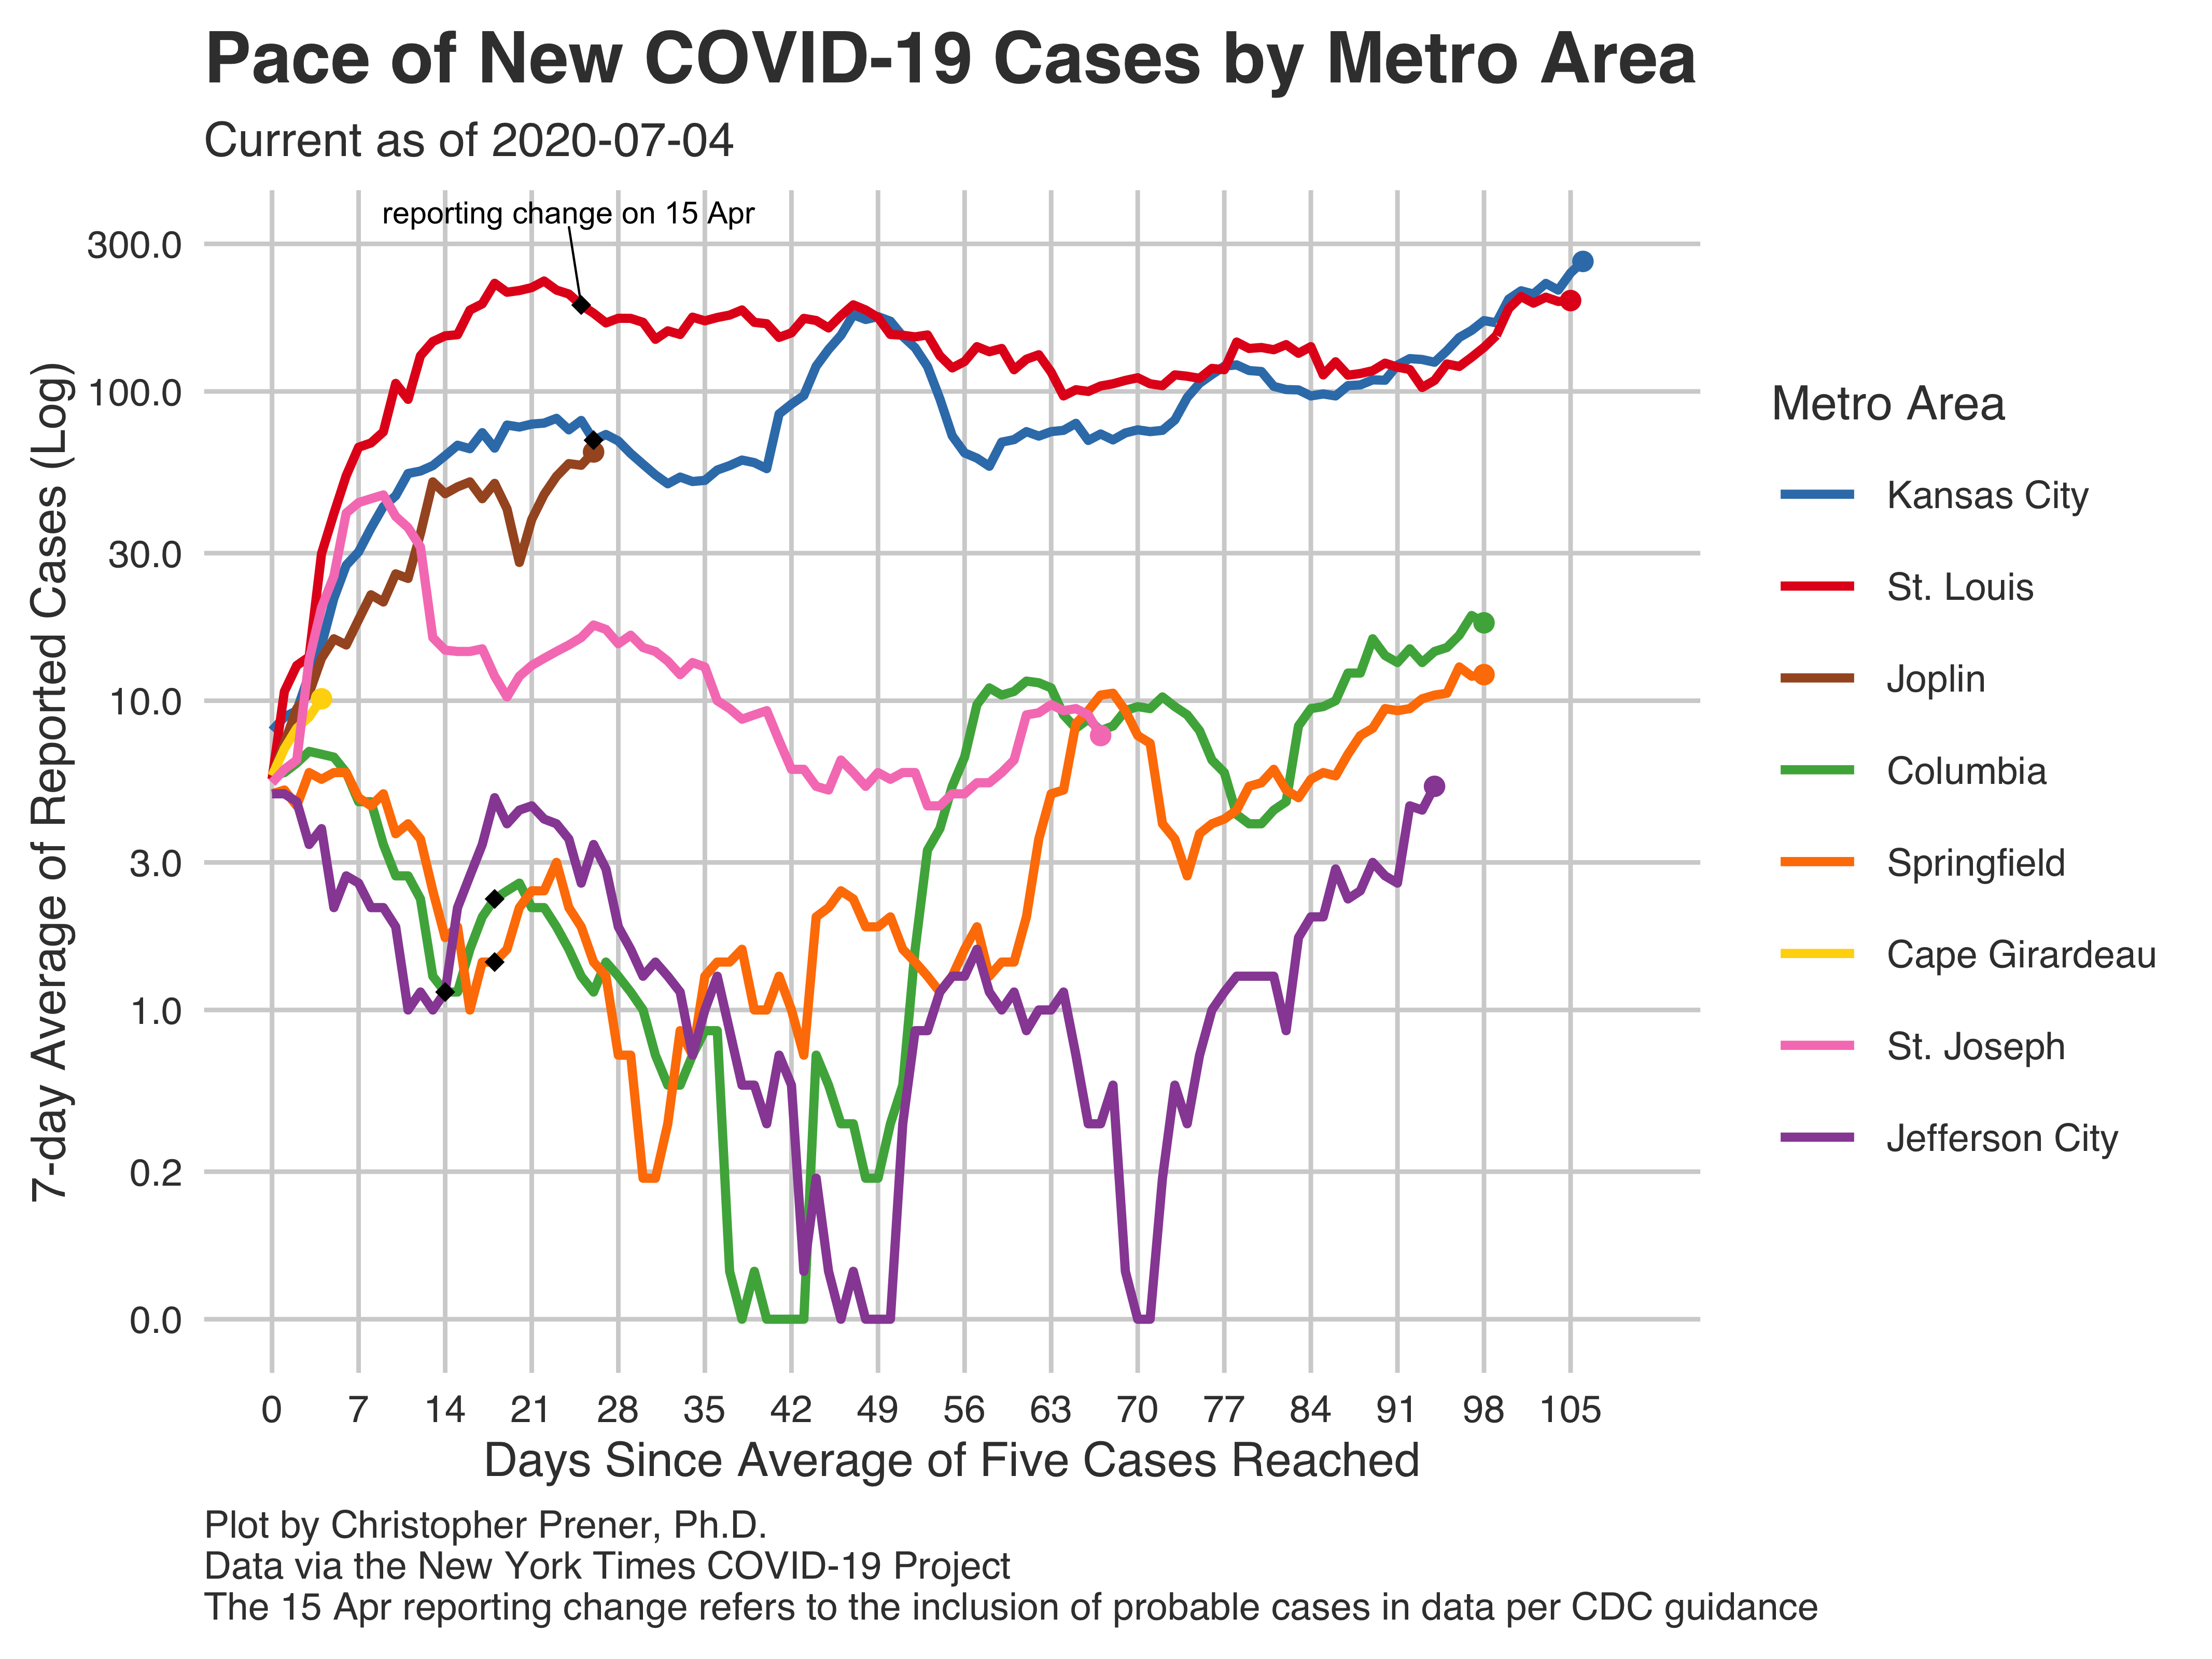 Pace of New COVID-19 Cases by Metro Area
Current as of 2020-07-04
reporting change on 15 Apr
7-day Average of Reported Cases (Log)
300.0
100.0
30.0
10.0
3.0
1.0
0.2
0.0
0 7 14 21 28 35 42 49 56 63 70 77 84 91 98 105
Days Since Average of Five Cases Reached
Metro Area
Kansas City
St. Louis
Joplin
Columbia
Springfield
Cape Girardeau
St. Joseph
Jefferson City
Plot by Christopher Prener, Ph.D.
Data via the New York Times COVID-19 Project
The 15 Apr reporting change refers to the inclusion of probable cases in data per CDC guidance